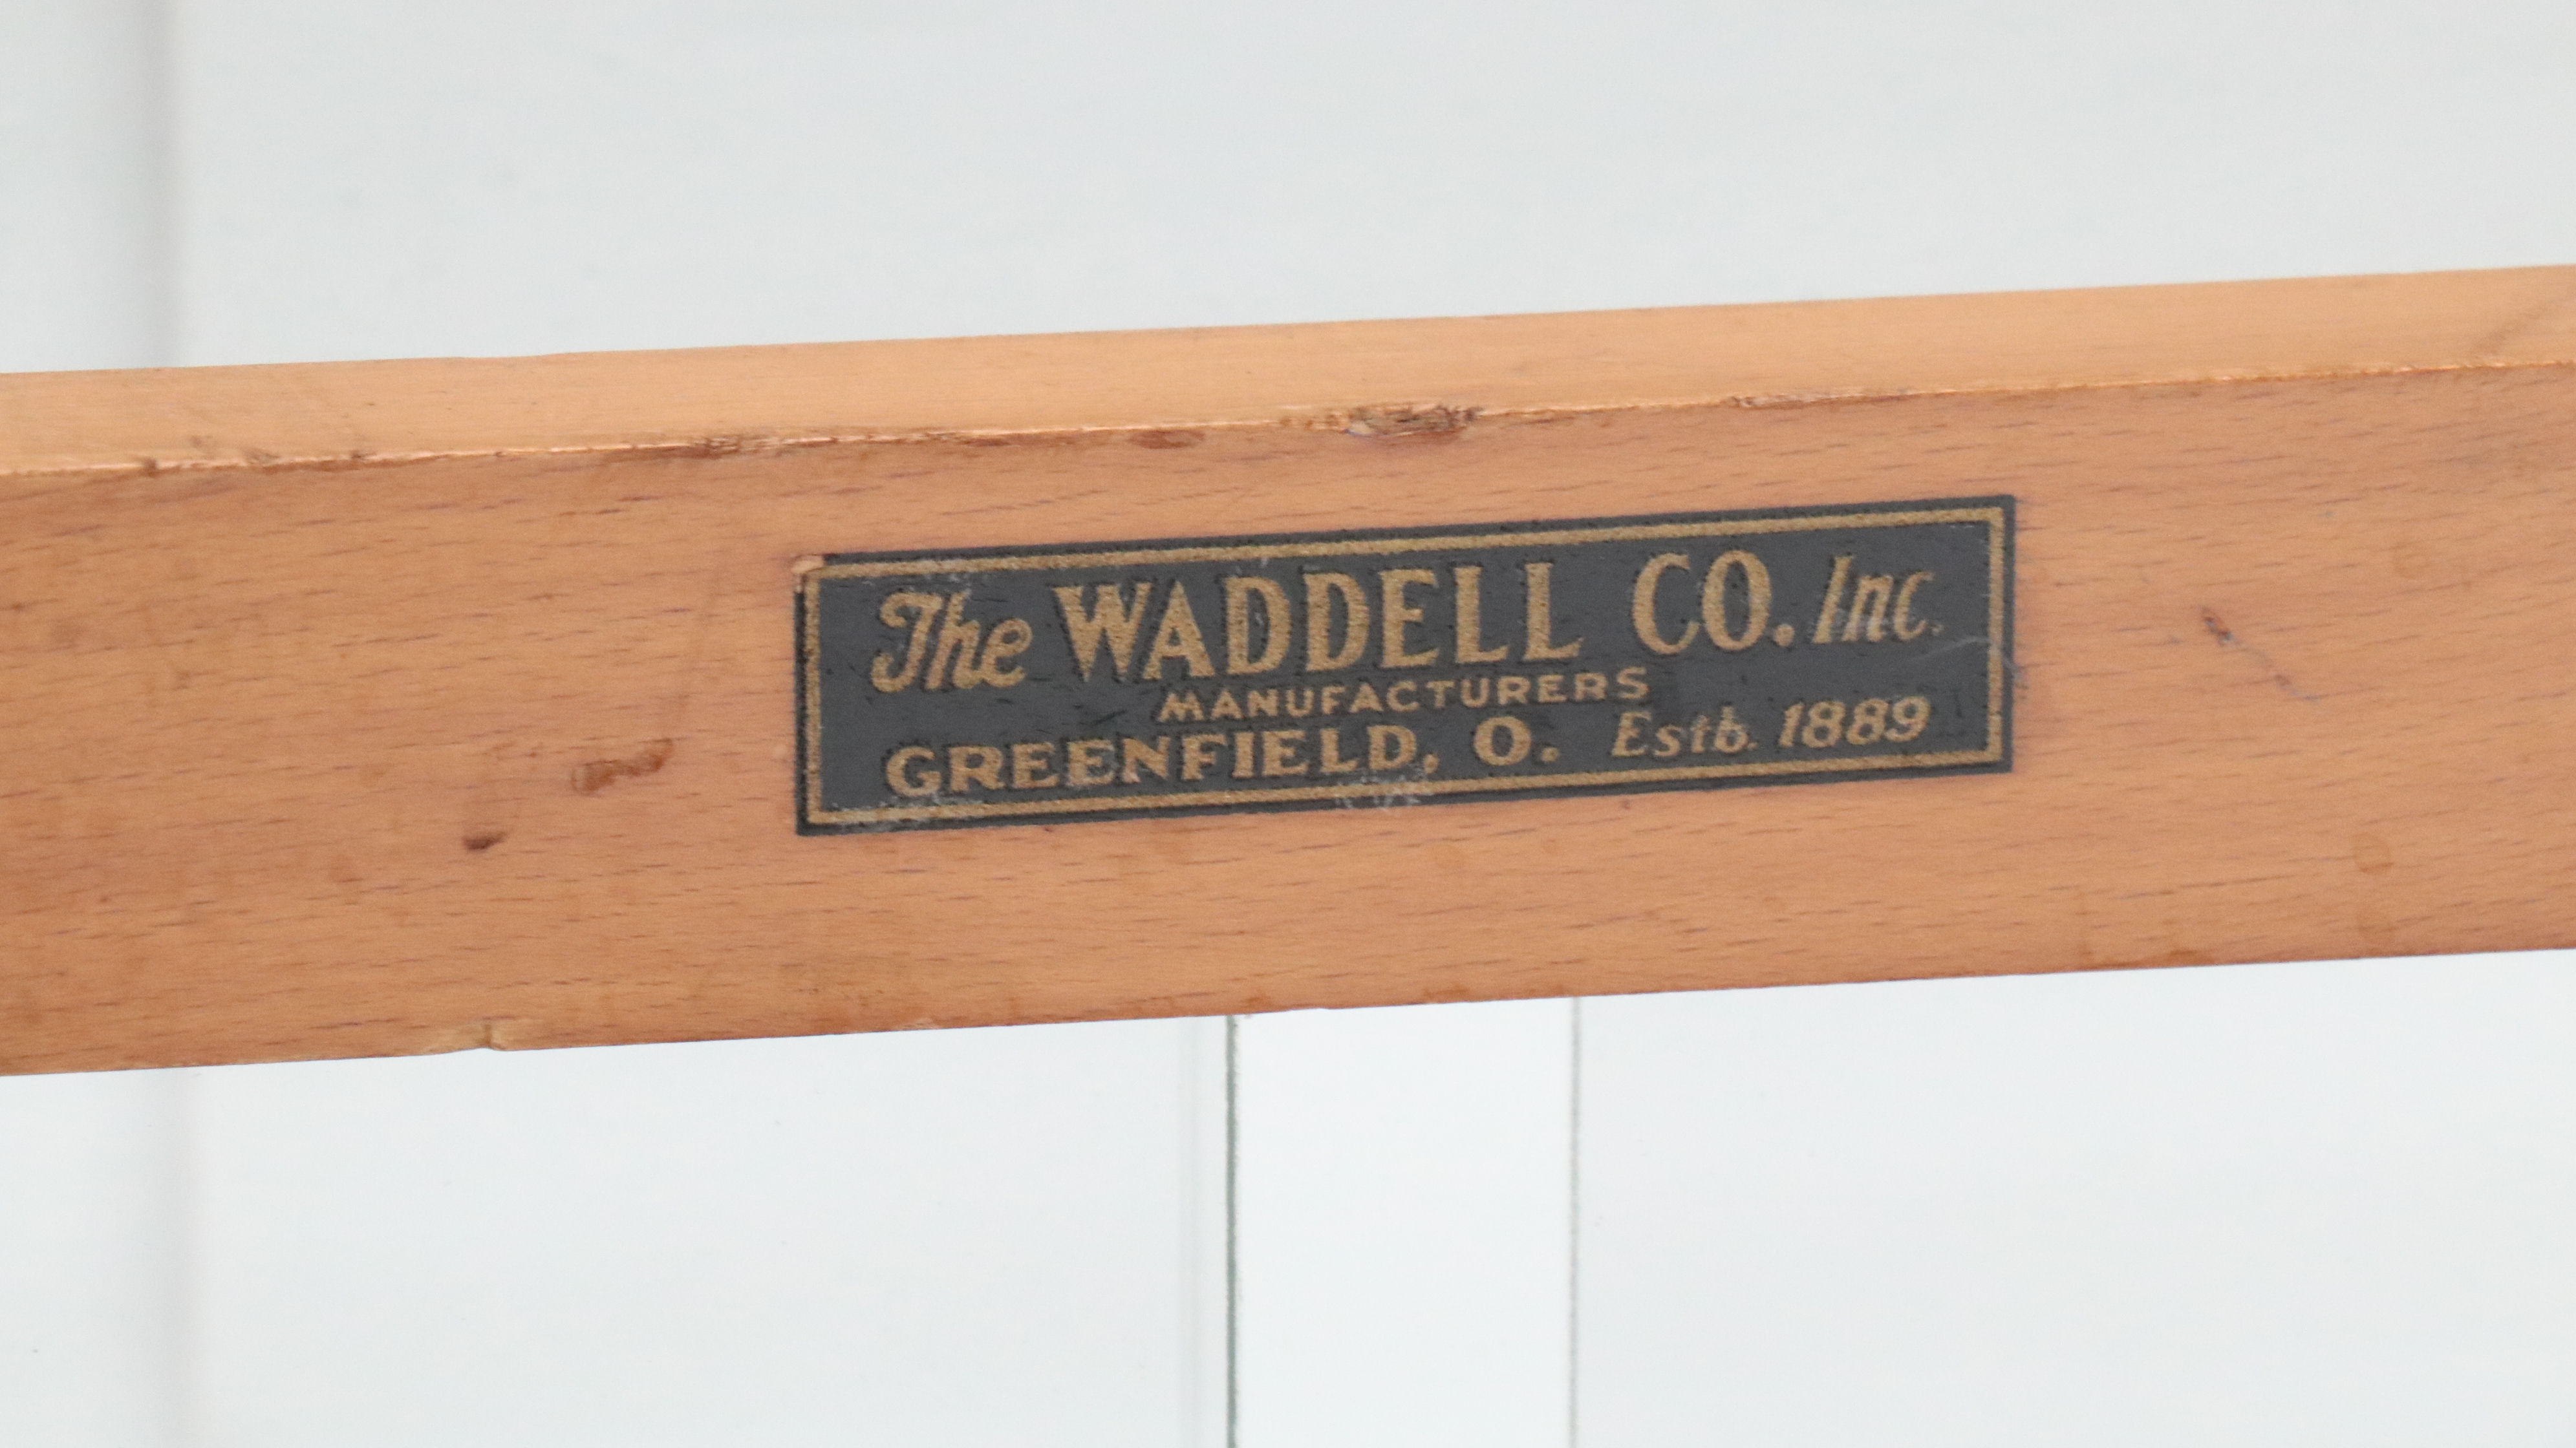 The WADDELL CO. Inc.
MANUFACTURERS
GREENFIELD, O. Estb. 1889